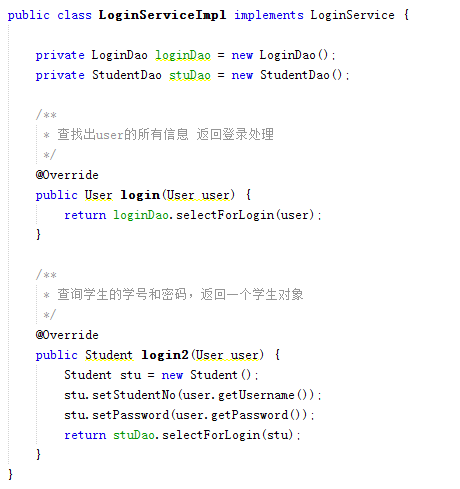 public class LoginServiceImpl implements LoginService {
private LoginDao loginDao = new LoginDao();
private StudentDao stuDao = new StudentDao();
/**
* 查找出user的所有信息 返回登录处理
*/
@Override
public User login(User user) {
return loginDao.selectForLogin(user);
}
/**
* 查询学生的学号和密码，返回一个学生对象
*/
@Override
public Student login2(User user) {
Student stu = new Student();
stu.setStudentNo(user.getUsername());
stu.setPassword(user.getPassword());
return stuDao.selectForLogin(stu);
}
}